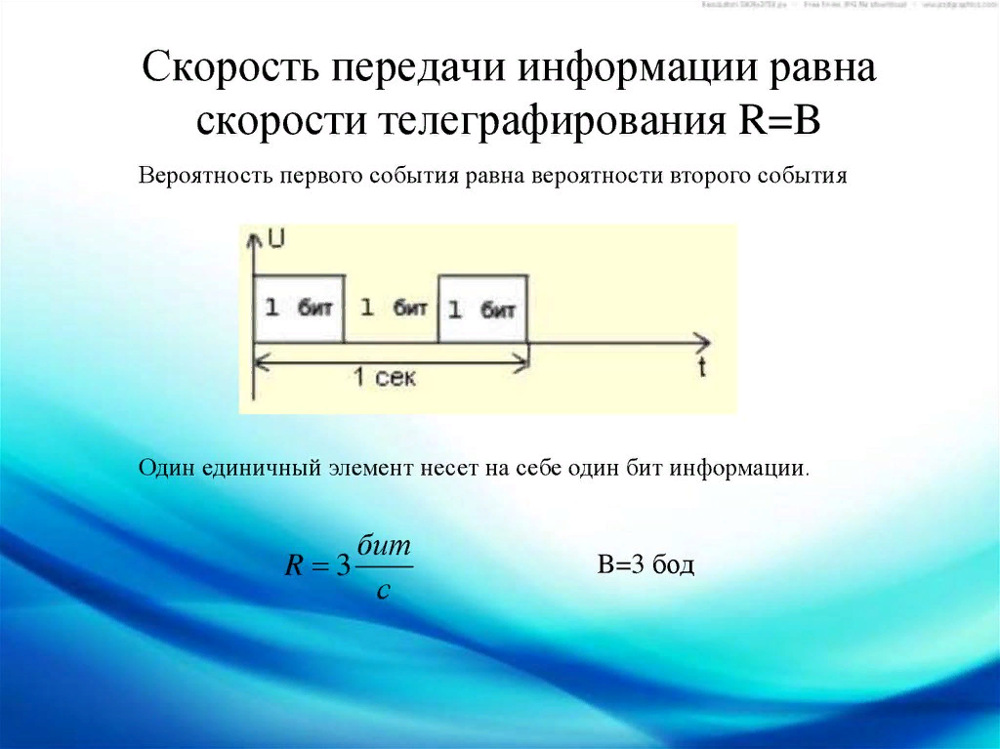 Скорость передачи информации равна
скорости телеграфирования R=B
Вероятность первого события равна вероятности второго события
U
1 бит 1 бит 1 бит
1 сек
t
Один единичный элемент несет на себе один бит информации.
R = 3 бит/с
B=3 бод